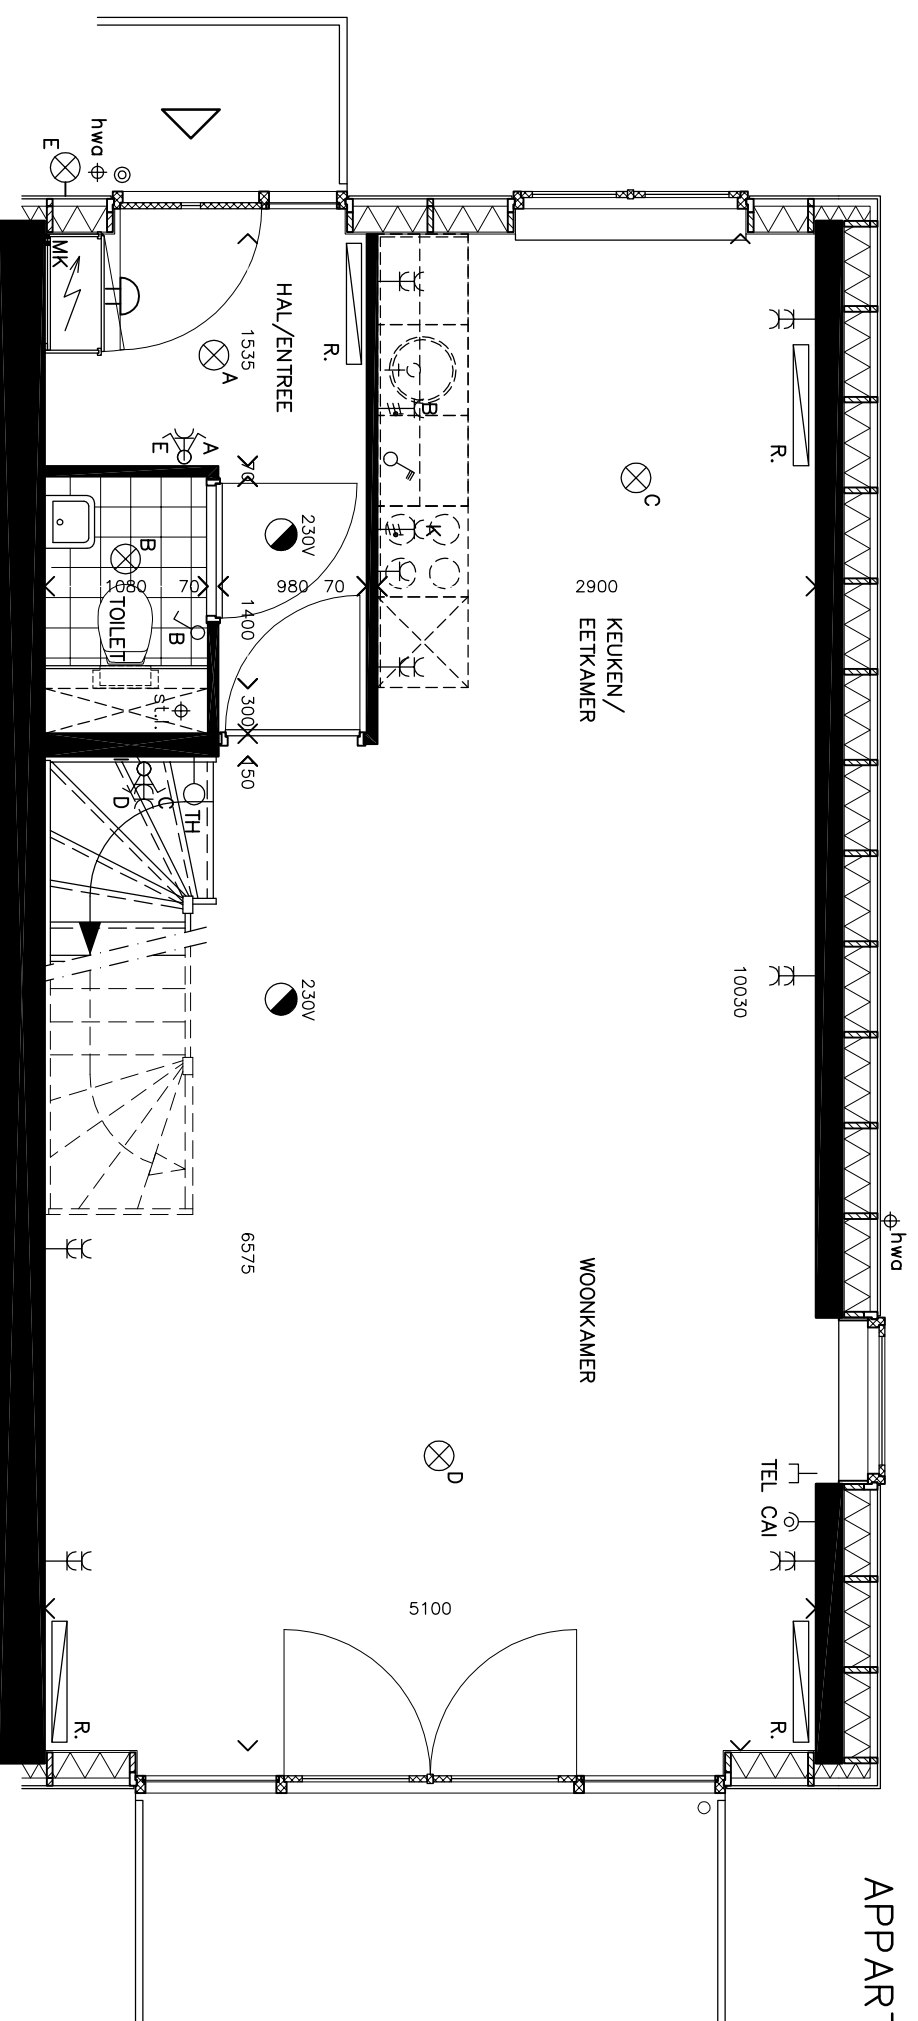 hwa
E
MK
HAL/ENTREE
1535
R.
A
A
E
70
230V
B
1080
70
980
70
1400
TOILET
B
st.l.
300
150
B
K
R.
C
2900
KEUKEN/
EETKAMER
TH
C
D
230V
10030
6575
WOONKAMER
hwa
D
TEL
CAI
5100
R.
R.